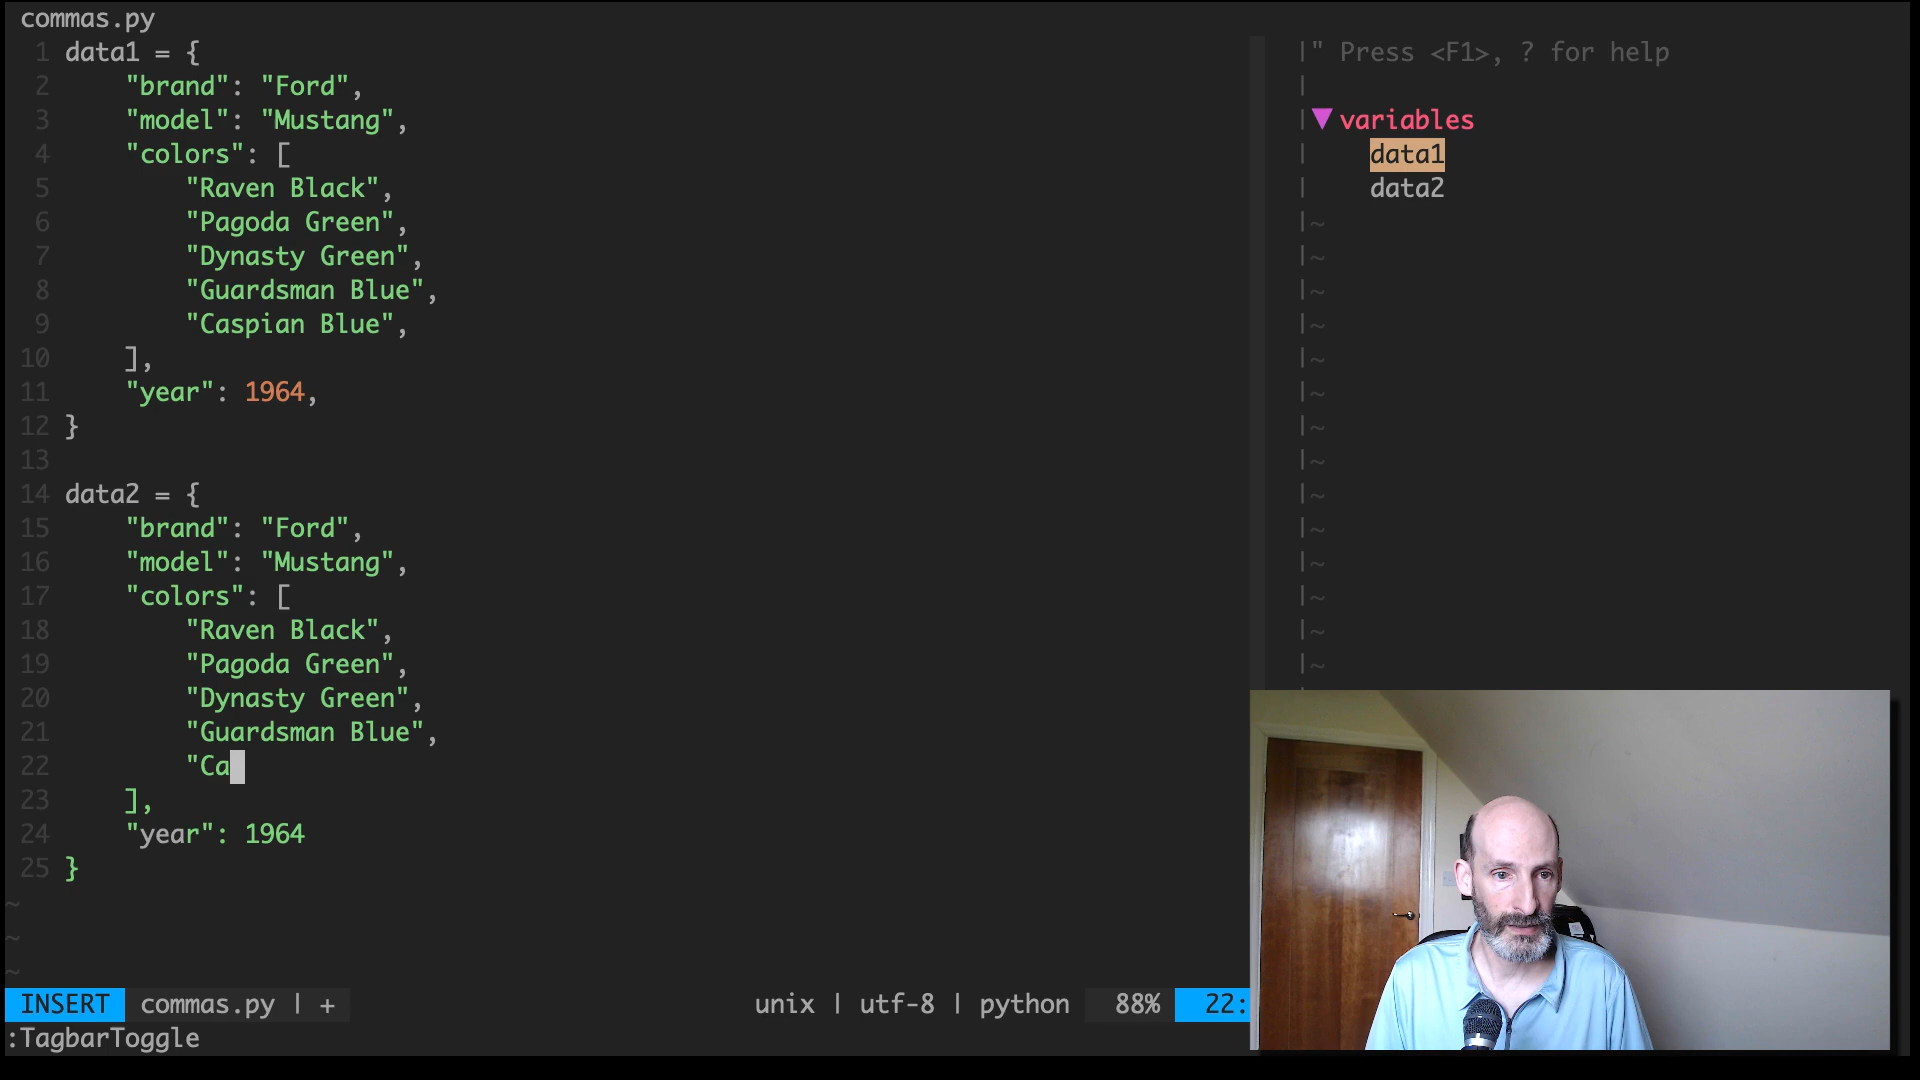 commas.py
1 data1 = {
2 "brand": "Ford",
3 "model": "Mustang",
4 "colors": [
5 "Raven Black",
6 "Pagoda Green",
7 "Dynasty Green",
8 "Guardsman Blue",
9 "Caspian Blue",
10 ],
11 "year": 1964,
12 }
13
14 data2 = {
15 "brand": "Ford",
16 "model": "Mustang",
17 "colors": [
18 "Raven Black",
19 "Pagoda Green",
20 "Dynasty Green",
21 "Guardsman Blue",
22 "Ca
23 ],
24 "year": 1964
25 }
~
~
~
INSERT commas.py | + unix | utf-8 | python 88% 22:
:TagbarToggle
|" Press <F1>, ? for help
|
|▼ variables
| data1
| data2
|~
|~
|~
|~
|~
|~
|~
|~
|~
|~
|~
|~
|~
|~